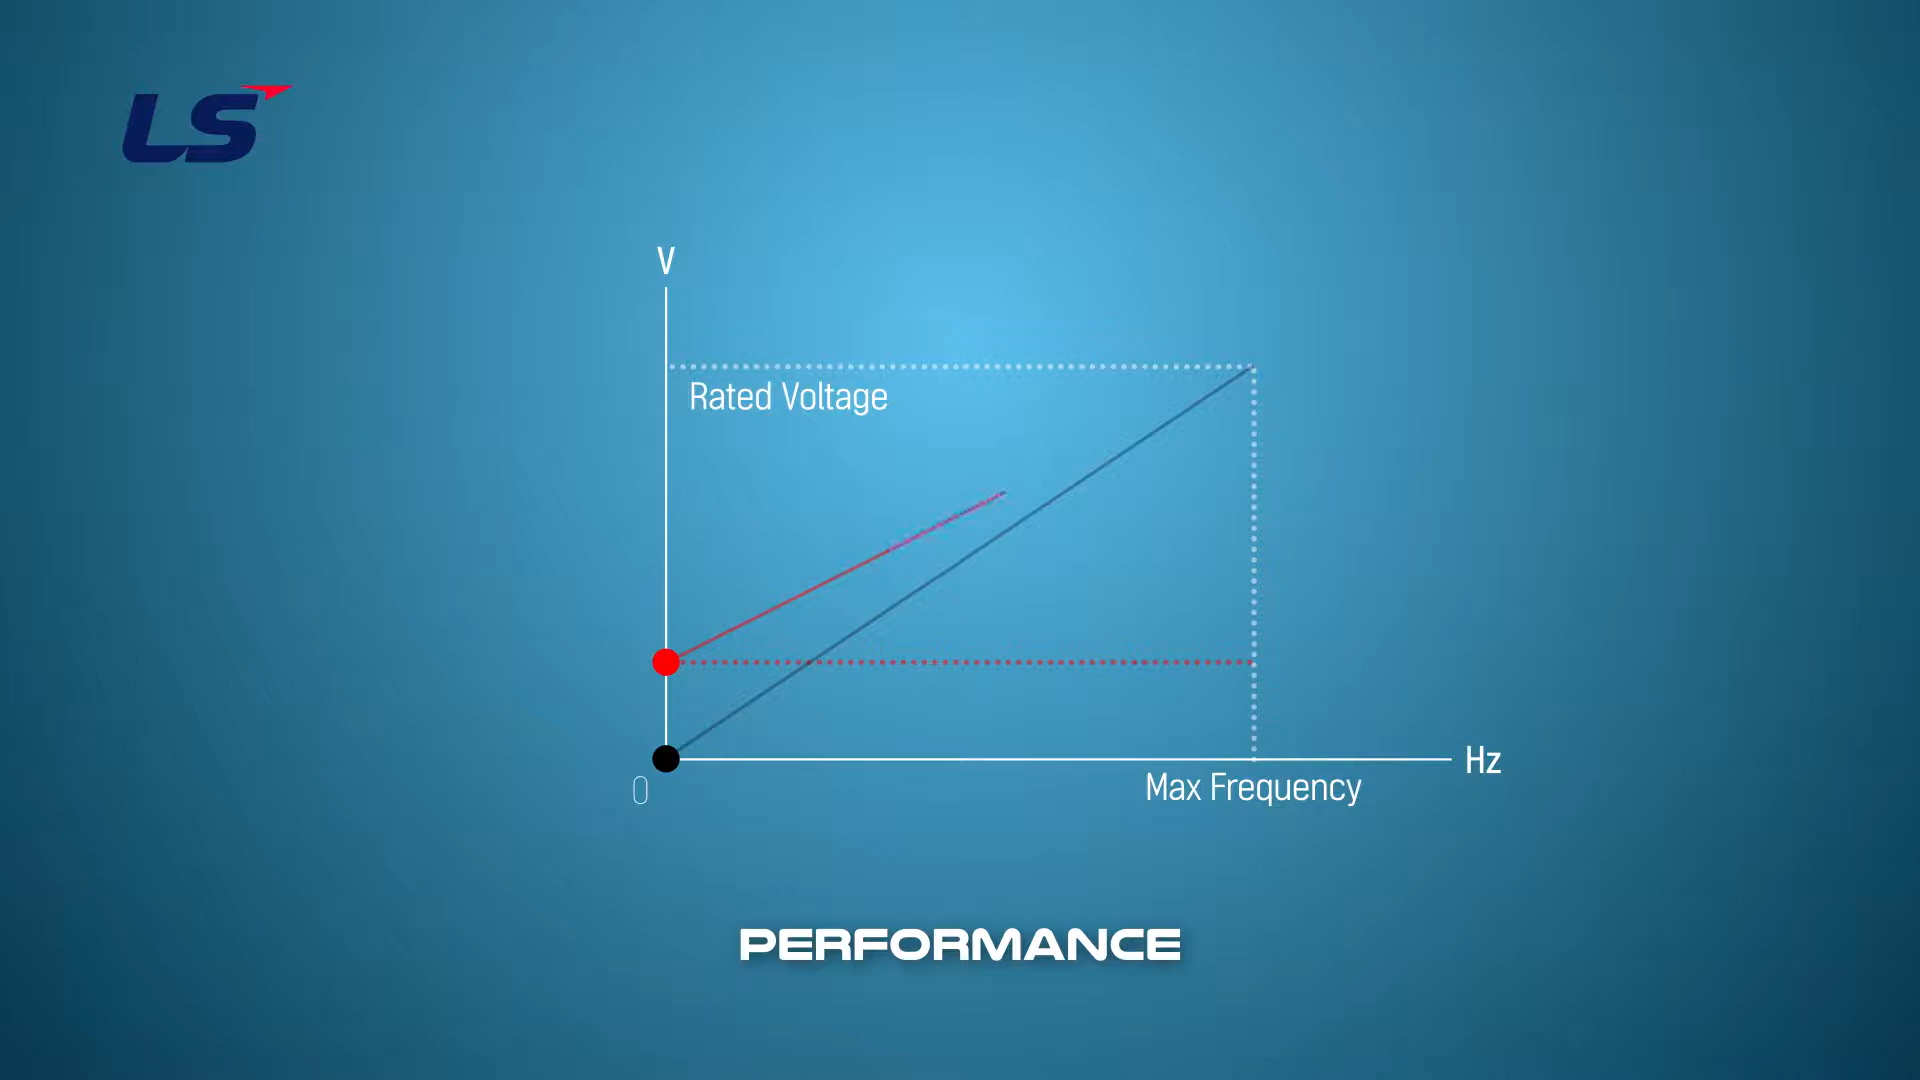 LS
V
Rated Voltage
Hz
0
Max Frequency
PERFORMANCE